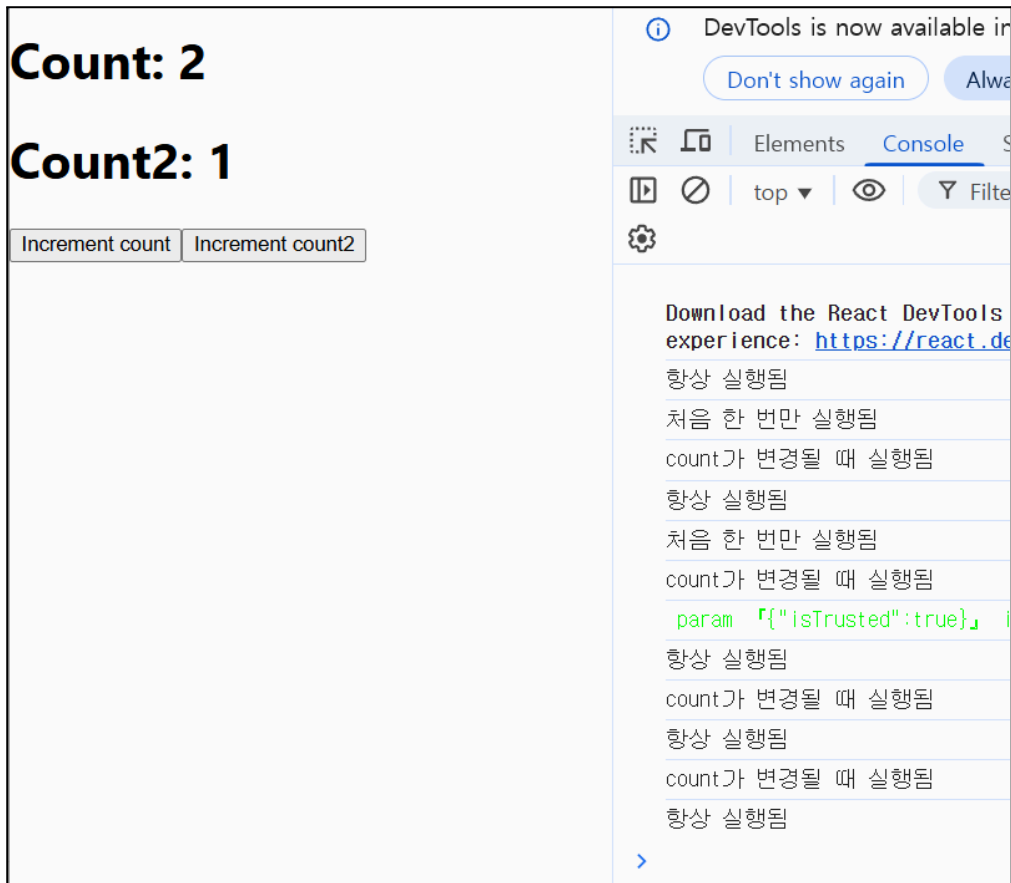 Count: 2
Count2: 1
Increment count Increment count2
DevTools is now available in
Don't show again
Elements Console
top
항상 실행됨
Download the React DevTools
experience: https://react.de
처음 한 번만 실행됨
count가 변경될 때 실행됨
항상 실행됨
처음 한 번만 실행됨
count가 변경될 때 실행됨
param 「{"isTrusted":true}」
항상 실행됨
count가 변경될 때 실행됨
항상 실행됨
count가 변경될 때 실행됨
항상 실행됨